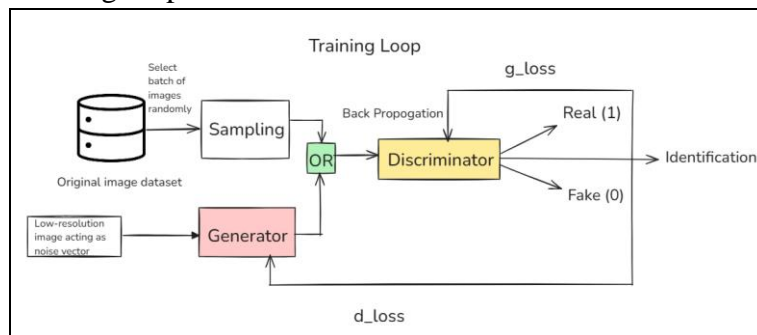 Training Loop
g_loss
Select
batch of
images
randomly
Back Propogation
Real (1)
Sampling
OR
Discriminator
Identification
Original image dataset
Fake (0)
Low-resolution
image acting as
noise vector
Generator
d_loss